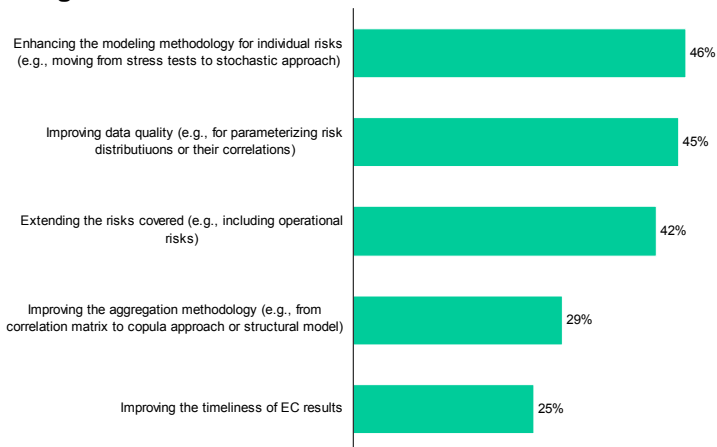 Enhancing the modeling methodology for individual risks
(e.g., moving from stress tests to stochastic approach)
46%
Improving data quality (e.g., for parameterizing risk
distributiuons or their correlations)
45%
Extending the risks covered (e.g., including operational
risks)
42%
Improving the aggregation methodology (e.g., from
correlation matrix to copula approach or structural model)
29%
Improving the timeliness of EC results
25%